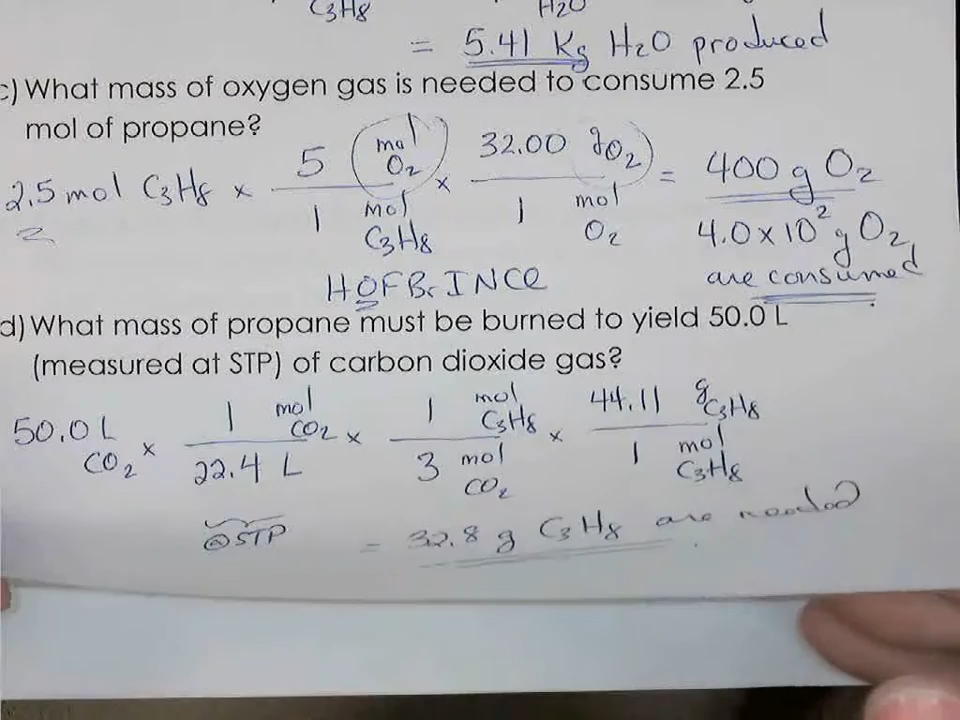 C3H8 H2O
= 5.41 Kg H2O produced
c) What mass of oxygen gas is needed to consume 2.5
mol of propane?
2.5 mol C3H8 x 5 mol O2 / 1 mol C3H8 x 32.00 g O2 / 1 mol O2 = 400 g O2
4.0 x 10² g O2
are consumed
HOFBrINCl
d) What mass of propane must be burned to yield 50.0 L
(measured at STP) of carbon dioxide gas?
50.0 L CO2 x 1 mol CO2 / 22.4 L x 1 mol C3H8 / 3 mol CO2 x 44.11 g C3H8 / 1 mol C3H8
@STP = 32.8 g C3H8 are needed